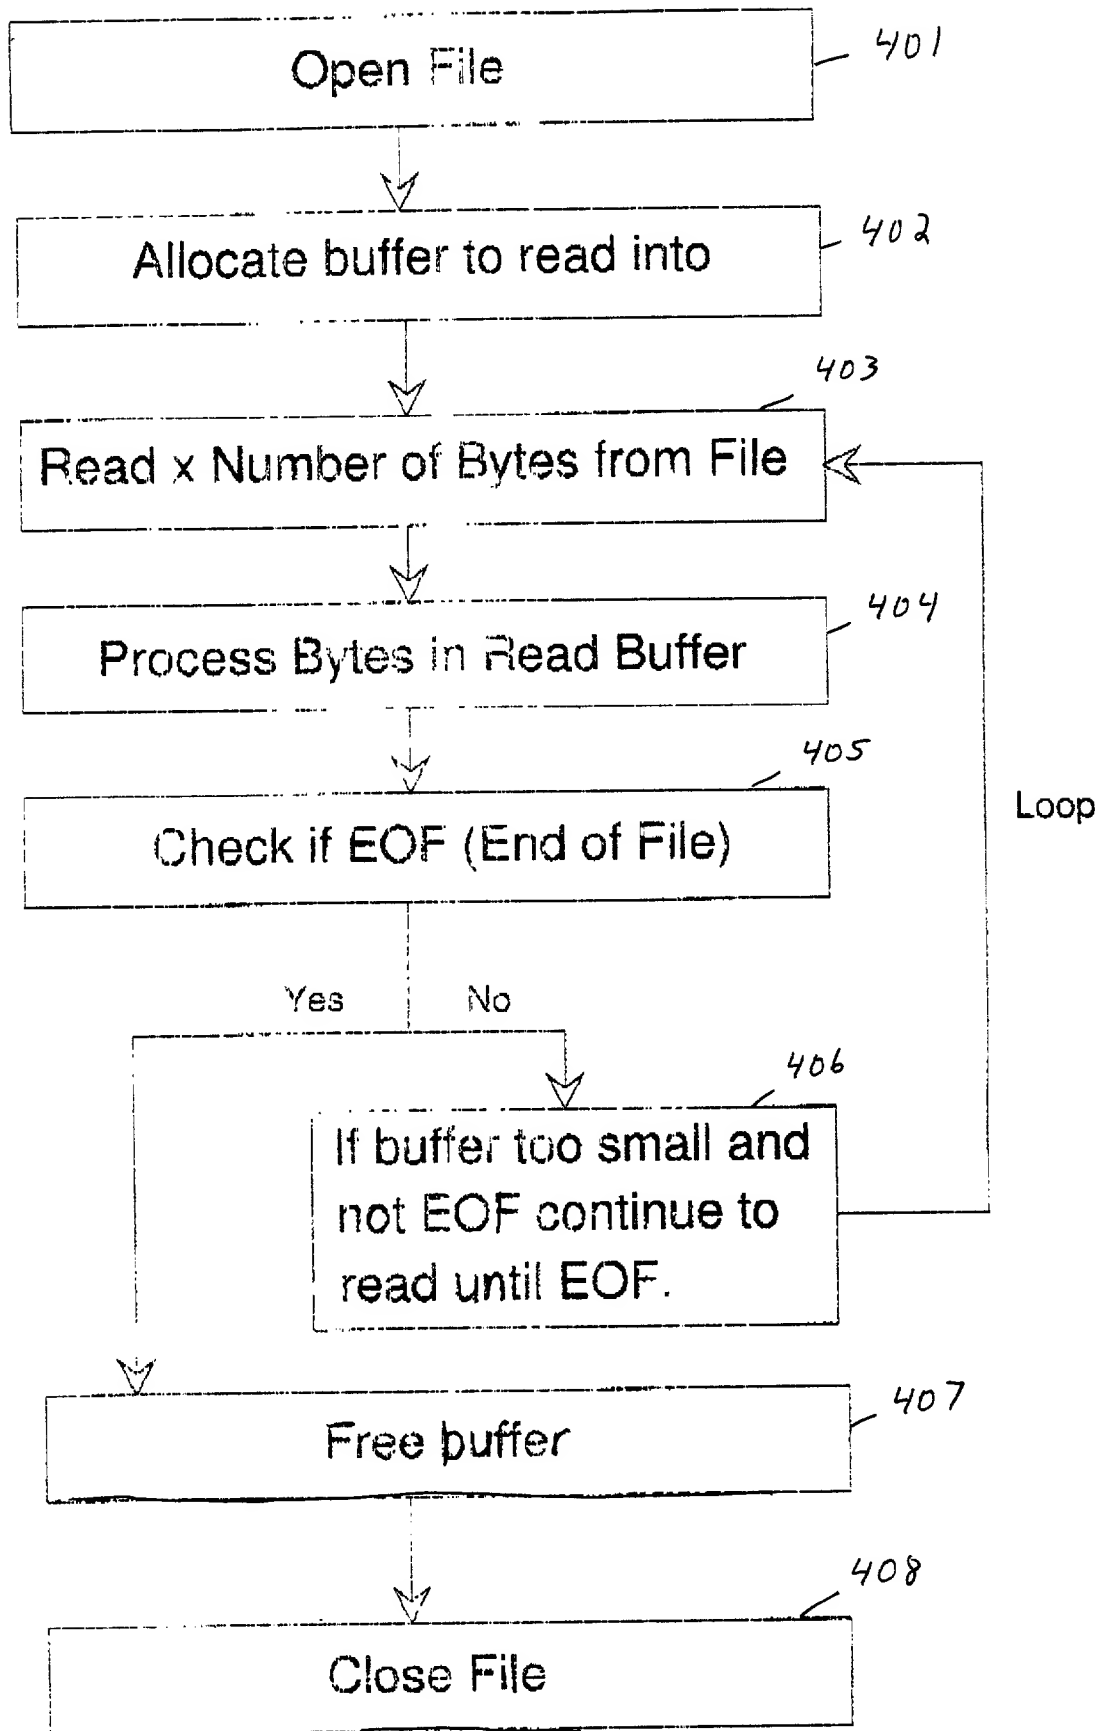 Open File
401
Allocate buffer to read into
402
403
Read x Number of Bytes from File
Process Bytes in Read Buffer
404
405
Check if EOF (End of File)
Loop
Yes No
406
If buffer too small and
not EOF continue to
read until EOF.
Free buffer
407
408
Close File